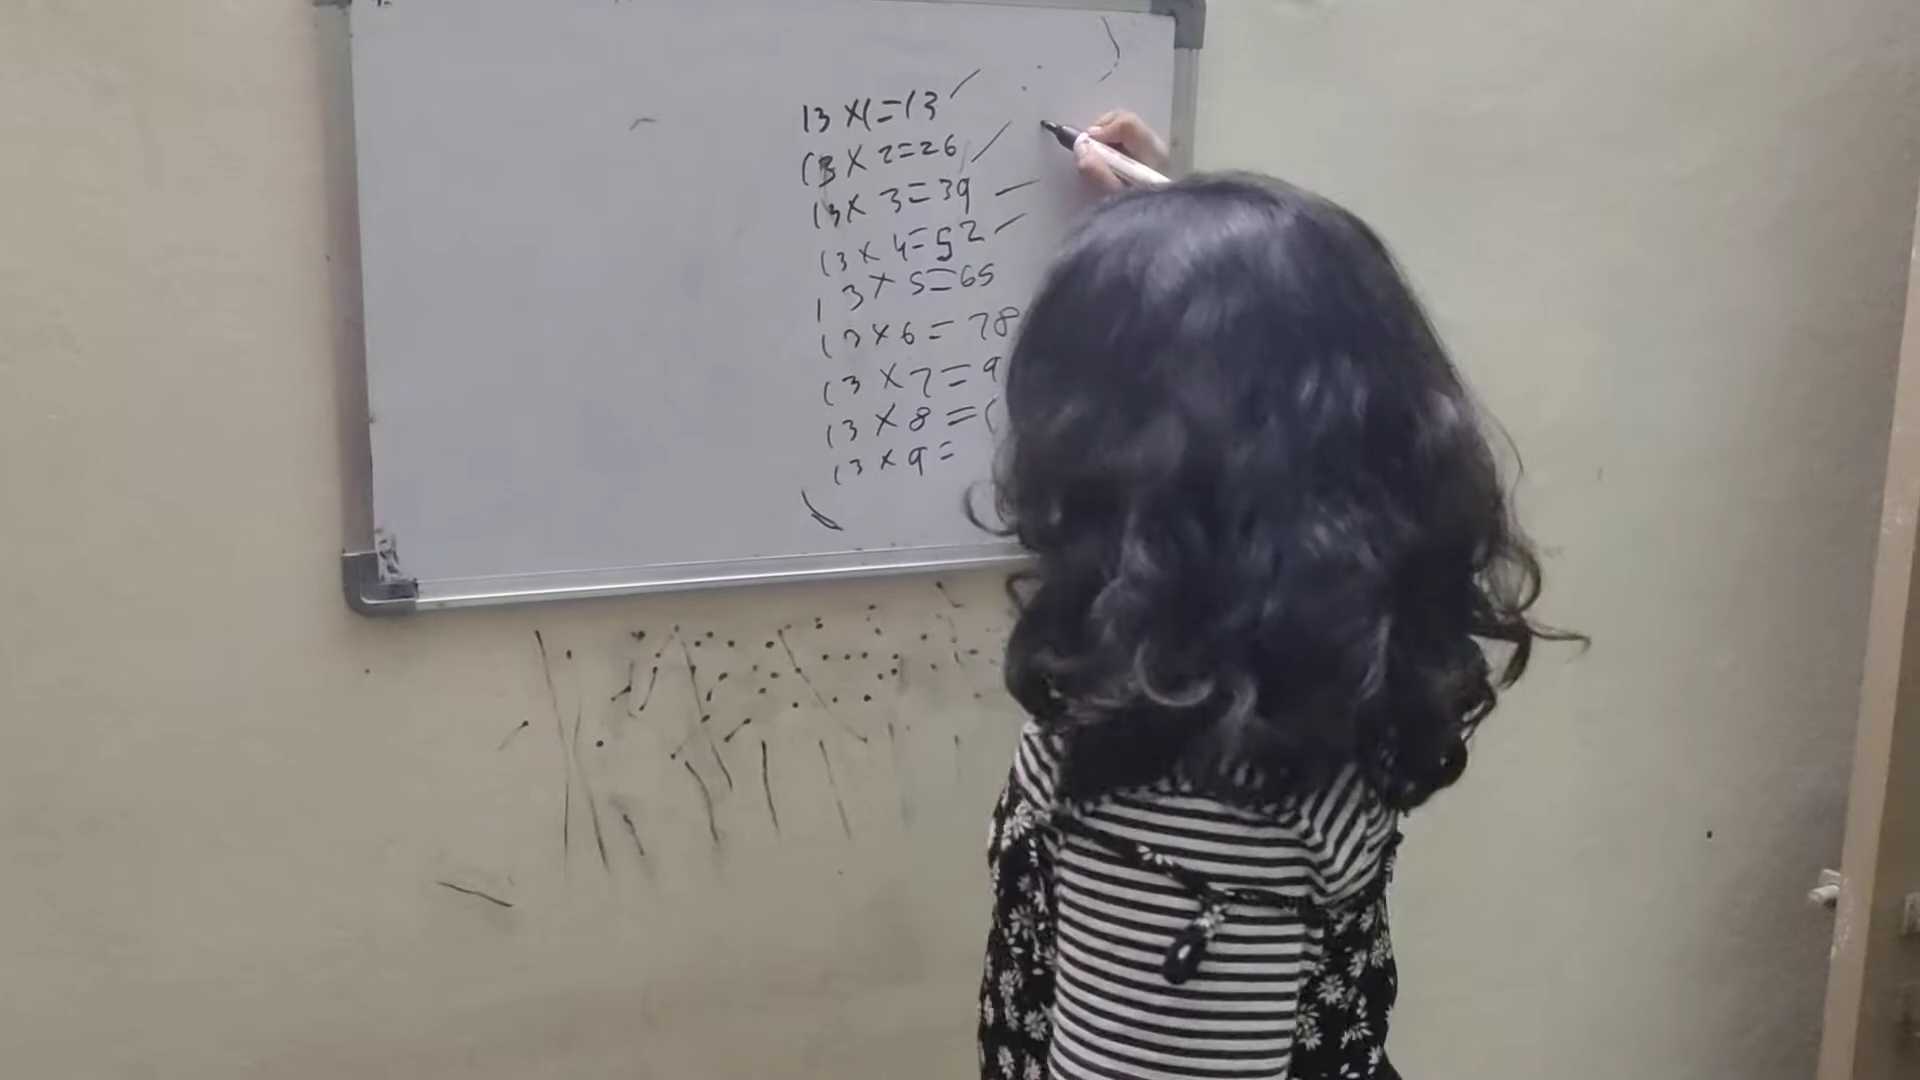 13 x 1 = 13
13 x 2 = 26
13 x 3 = 39
13 x 4 = 52
13 x 5 = 65
13 x 6 = 78
13 x 7 = 9
13 x 8 =
13 x 9 =